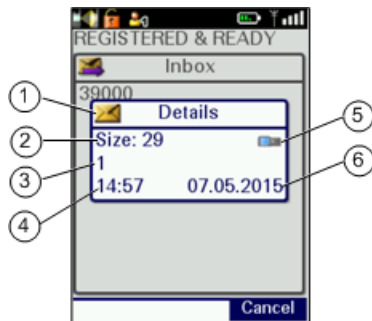 REGISTERED & READY
Inbox
39000
1
Details
2
Size: 29
5
3
1
4
14:57 07.05.2015
6
Cancel